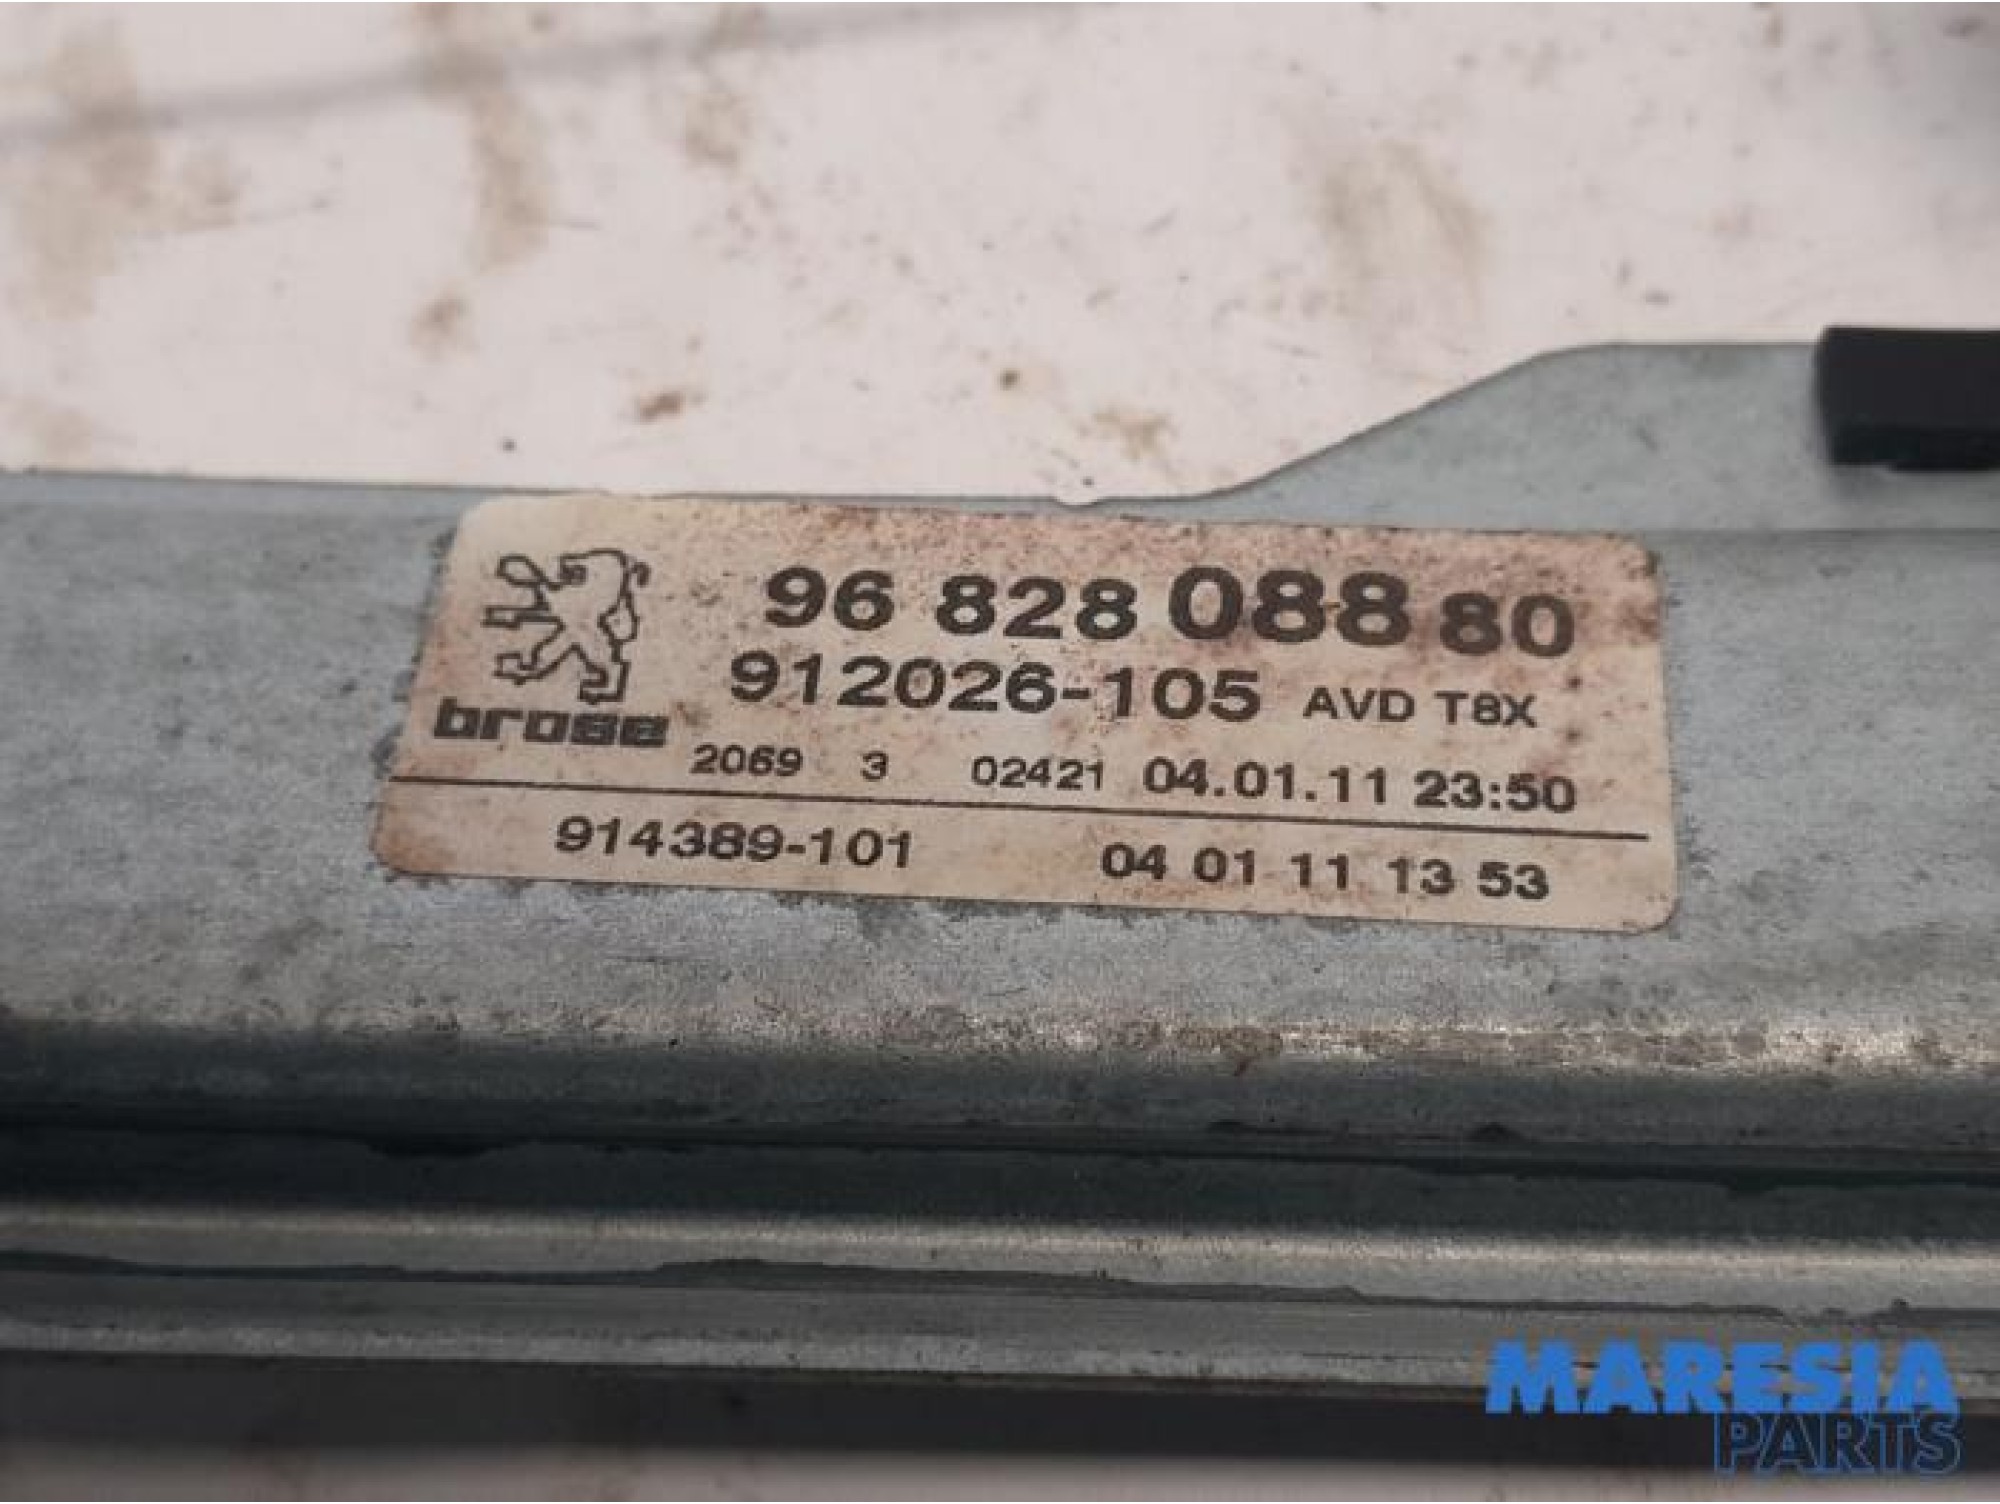 96 828 088 80
912026-105 AVD T8X
brose
2069 3 02421 04.01.11 23:50
914389-101 04 01 11 13 53
MARESIA
PARTS